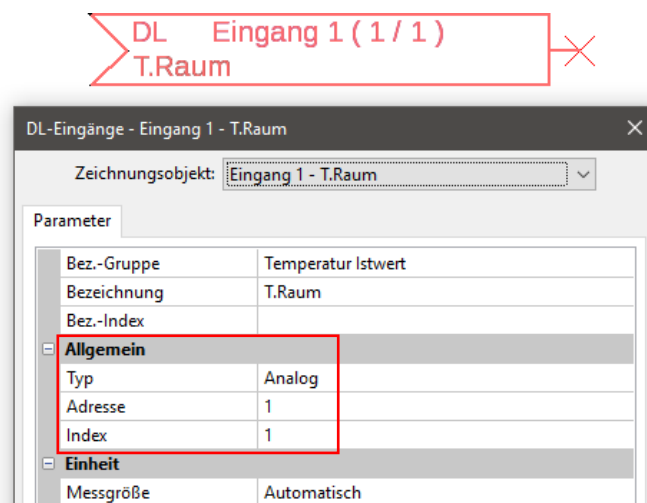 DL Eingang 1 ( 1 / 1 )
T.Raum
DL-Eingänge - Eingang 1 - T.Raum
Zeichnungsobjekt: Eingang 1 - T.Raum
Parameter
Bez.-Gruppe Temperatur Istwert
Bezeichnung T.Raum
Bez.-Index
Allgemein
Typ Analog
Adresse 1
Index 1
Einheit
Messgröße Automatisch